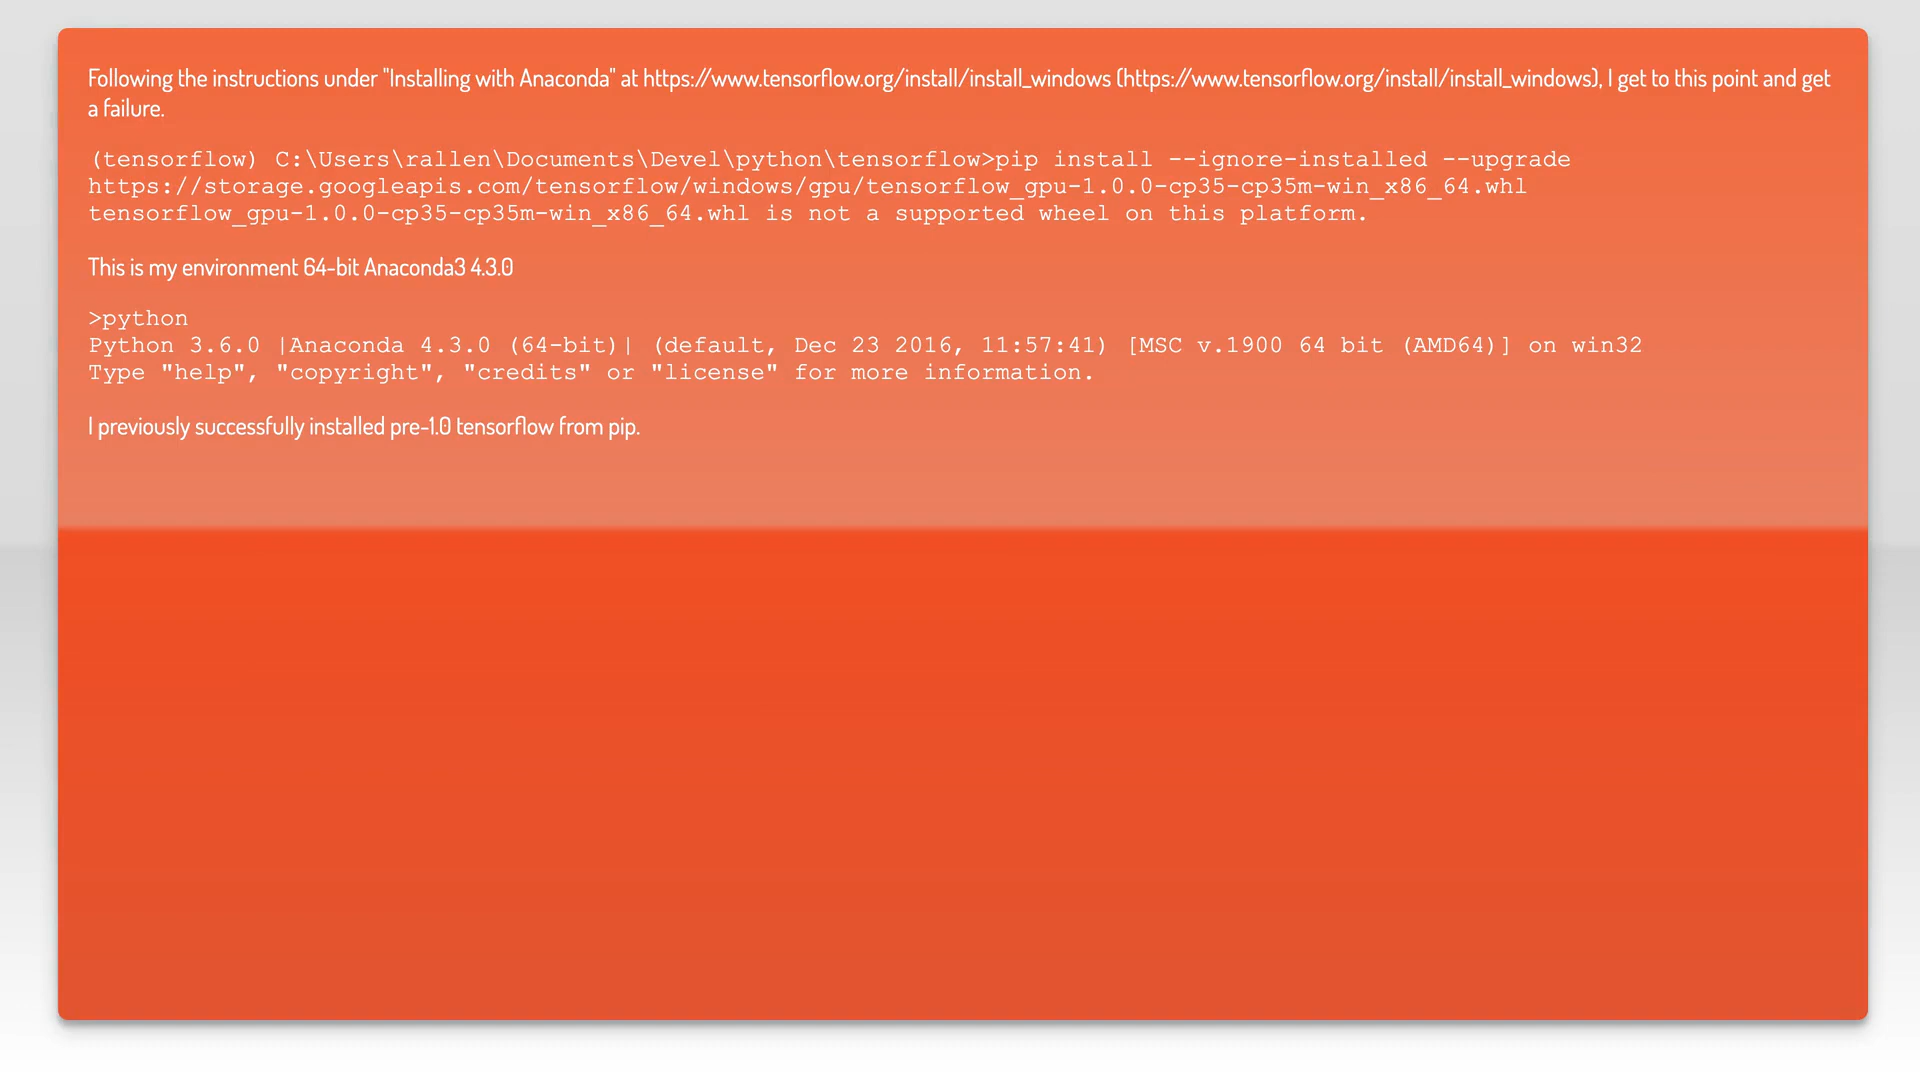 Following the instructions under "Installing with Anaconda" at https://www.tensorflow.org/install/install_windows (https://www.tensorflow.org/install/install_windows), I get to this point and get
a failure.
(tensorflow) C:\Users\rallen\Documents\Devel\python\tensorflow>pip install --ignore-installed --upgrade
https://storage.googleapis.com/tensorflow/windows/gpu/tensorflow_gpu-1.0.0-cp35-cp35m-win_x86_64.whl
tensorflow_gpu-1.0.0-cp35-cp35m-win_x86_64.whl is not a supported wheel on this platform.
This is my environment 64-bit Anaconda3 4.3.0
>python
Python 3.6.0 |Anaconda 4.3.0 (64-bit)| (default, Dec 23 2016, 11:57:41) [MSC v.1900 64 bit (AMD64)] on win32
Type "help", "copyright", "credits" or "license" for more information.
I previously successfully installed pre-1.0 tensorflow from pip.